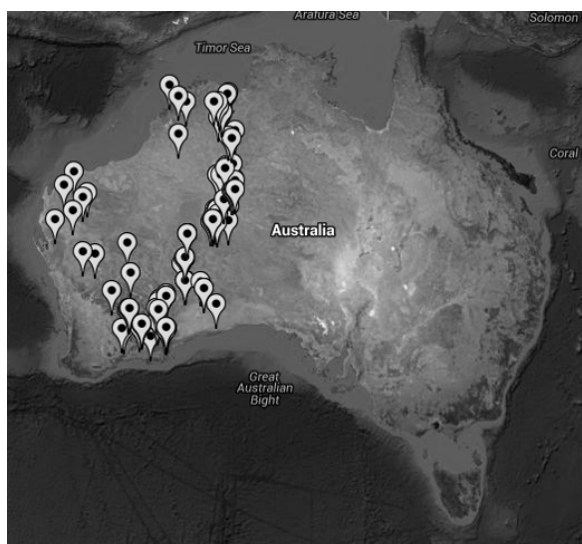 Arafura Sea
Solomon
Timor Sea
Coral
Australia
Great
Australian
Bight